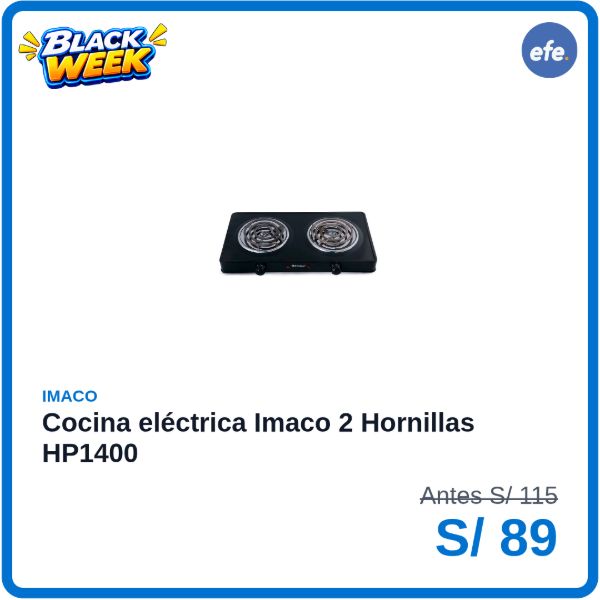 BLACK
WEEK
efe.
IMACO
Cocina eléctrica Imaco 2 Hornillas
HP1400
Antes S/ 115
S/ 89